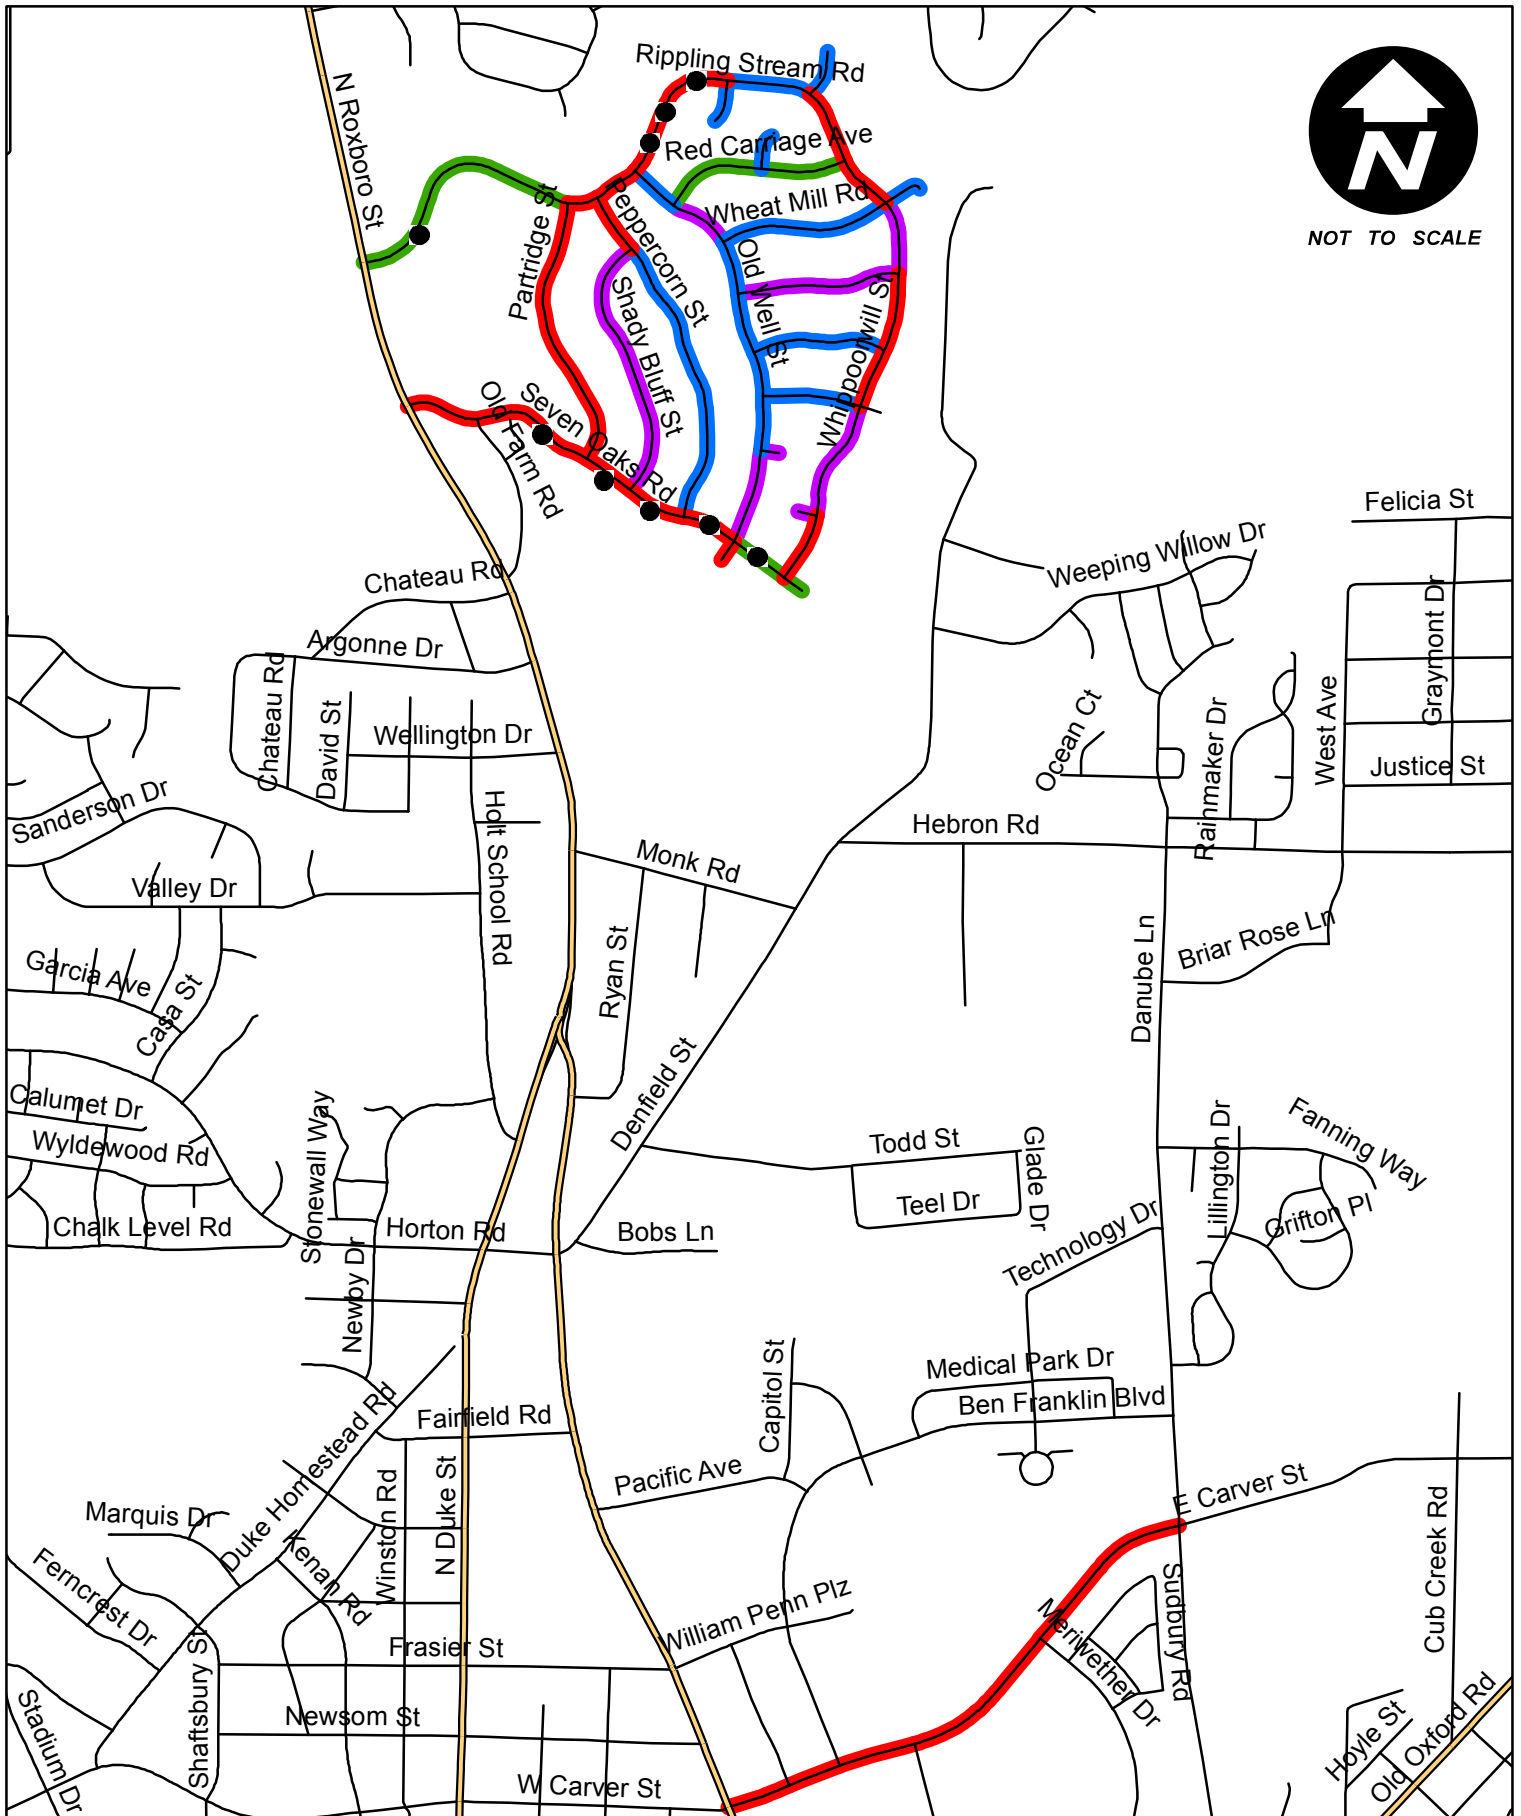 Rippling Stream Rd
N Roxboro St
Red Carriage Ave
N
NOT TO SCALE
Partridge St
Peppercorn St
Wheat Mill Rd
Old Well St
Shady Bluff St
Whippoorwill St
Old Farm Rd
Seven Oaks Rd
Felicia St
Weeping Willow Dr
Chateau Rd
Graymont Dr
Argonne Dr
Chateau Rd
David St
Wellington Dr
Ocean Ct
Rainmaker Dr
West Ave
Justice St
Sanderson Dr
Holt School Rd
Hebron Rd
Monk Rd
Valley Dr
Garcia Ave
Casa St
Ryan St
Danube Ln
Briar Rose Ln
Denfield St
Calumet Dr
Wyldewood Rd
Stonewall Way
Todd St
Glade Dr
Lillington Dr
Fanning Way
Teel Dr
Chalk Level Rd
Horton Rd
Bobs Ln
Grifton Pl
Technology Dr
Newby Dr
Capitol St
Medical Park Dr
Ben Franklin Blvd
Fairfield Rd
Duke Homestead Rd
Pacific Ave
E Carver St
Marquis Dr
Winston Rd
N Duke St
Kenan Rd
Cub Creek Rd
Ferncrest Dr
William Penn Plz
Meriwether Dr
Sudbury Rd
Frasier St
Shaftsbury St
Newsom St
Stadium Dr
W Carver St
Hoyle St
Old Oxford Rd